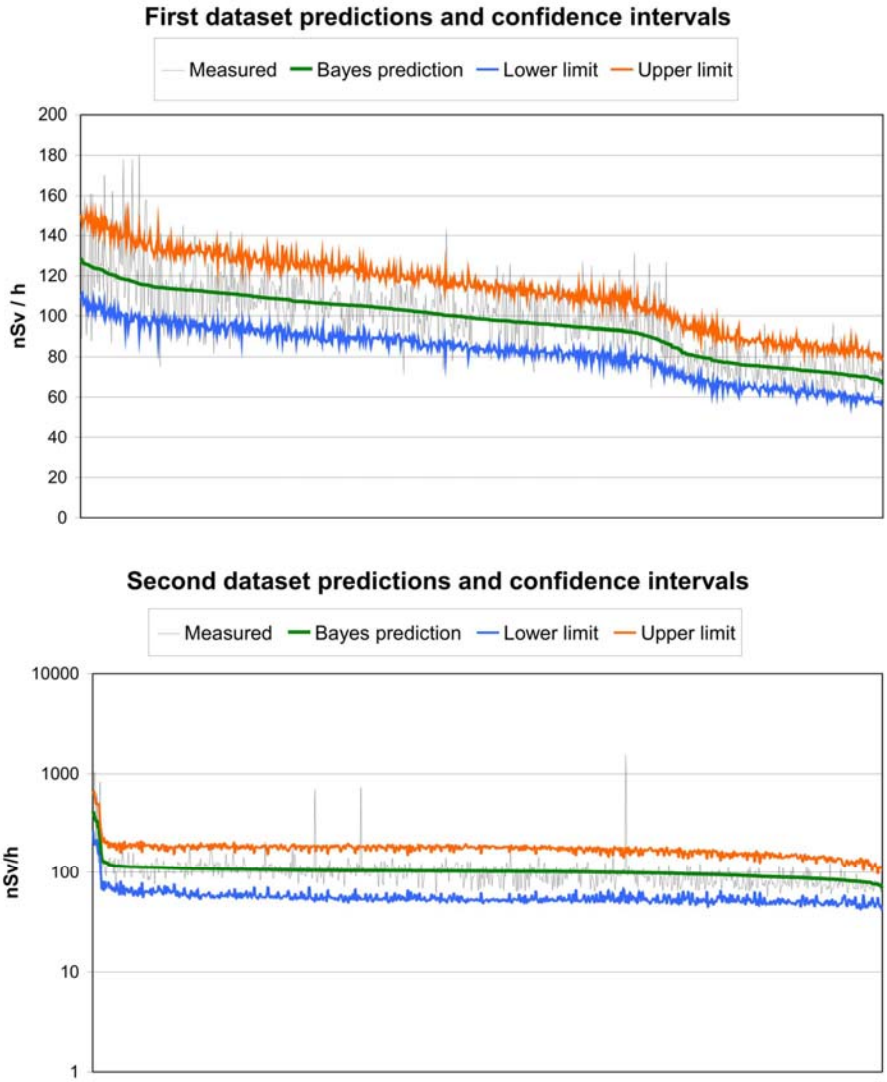 First dataset predictions and confidence intervals
Measured Bayes prediction Lower limit Upper limit
200
180
160
140
120
100
80
60
40
20
0
nSv / h
Second dataset predictions and confidence intervals
Measured Bayes prediction Lower limit Upper limit
10000
1000
100
10
1
nSv/h